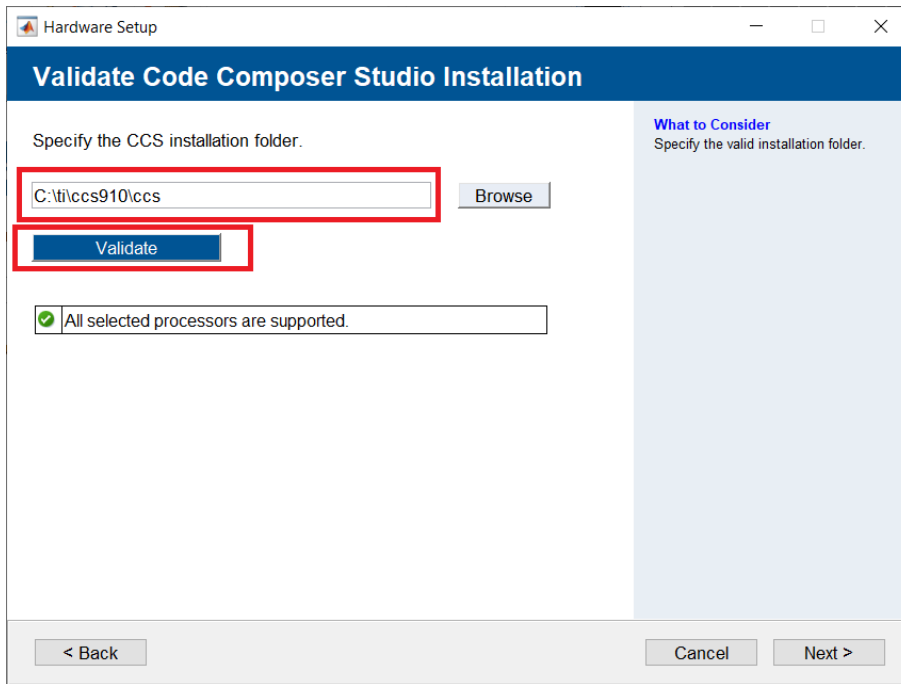 Hardware Setup
Validate Code Composer Studio Installation
Specify the CCS installation folder.
C:\ti\ccs910\ccs
Browse
Validate
All selected processors are supported.
What to Consider
Specify the valid installation folder.
< Back
Cancel
Next >